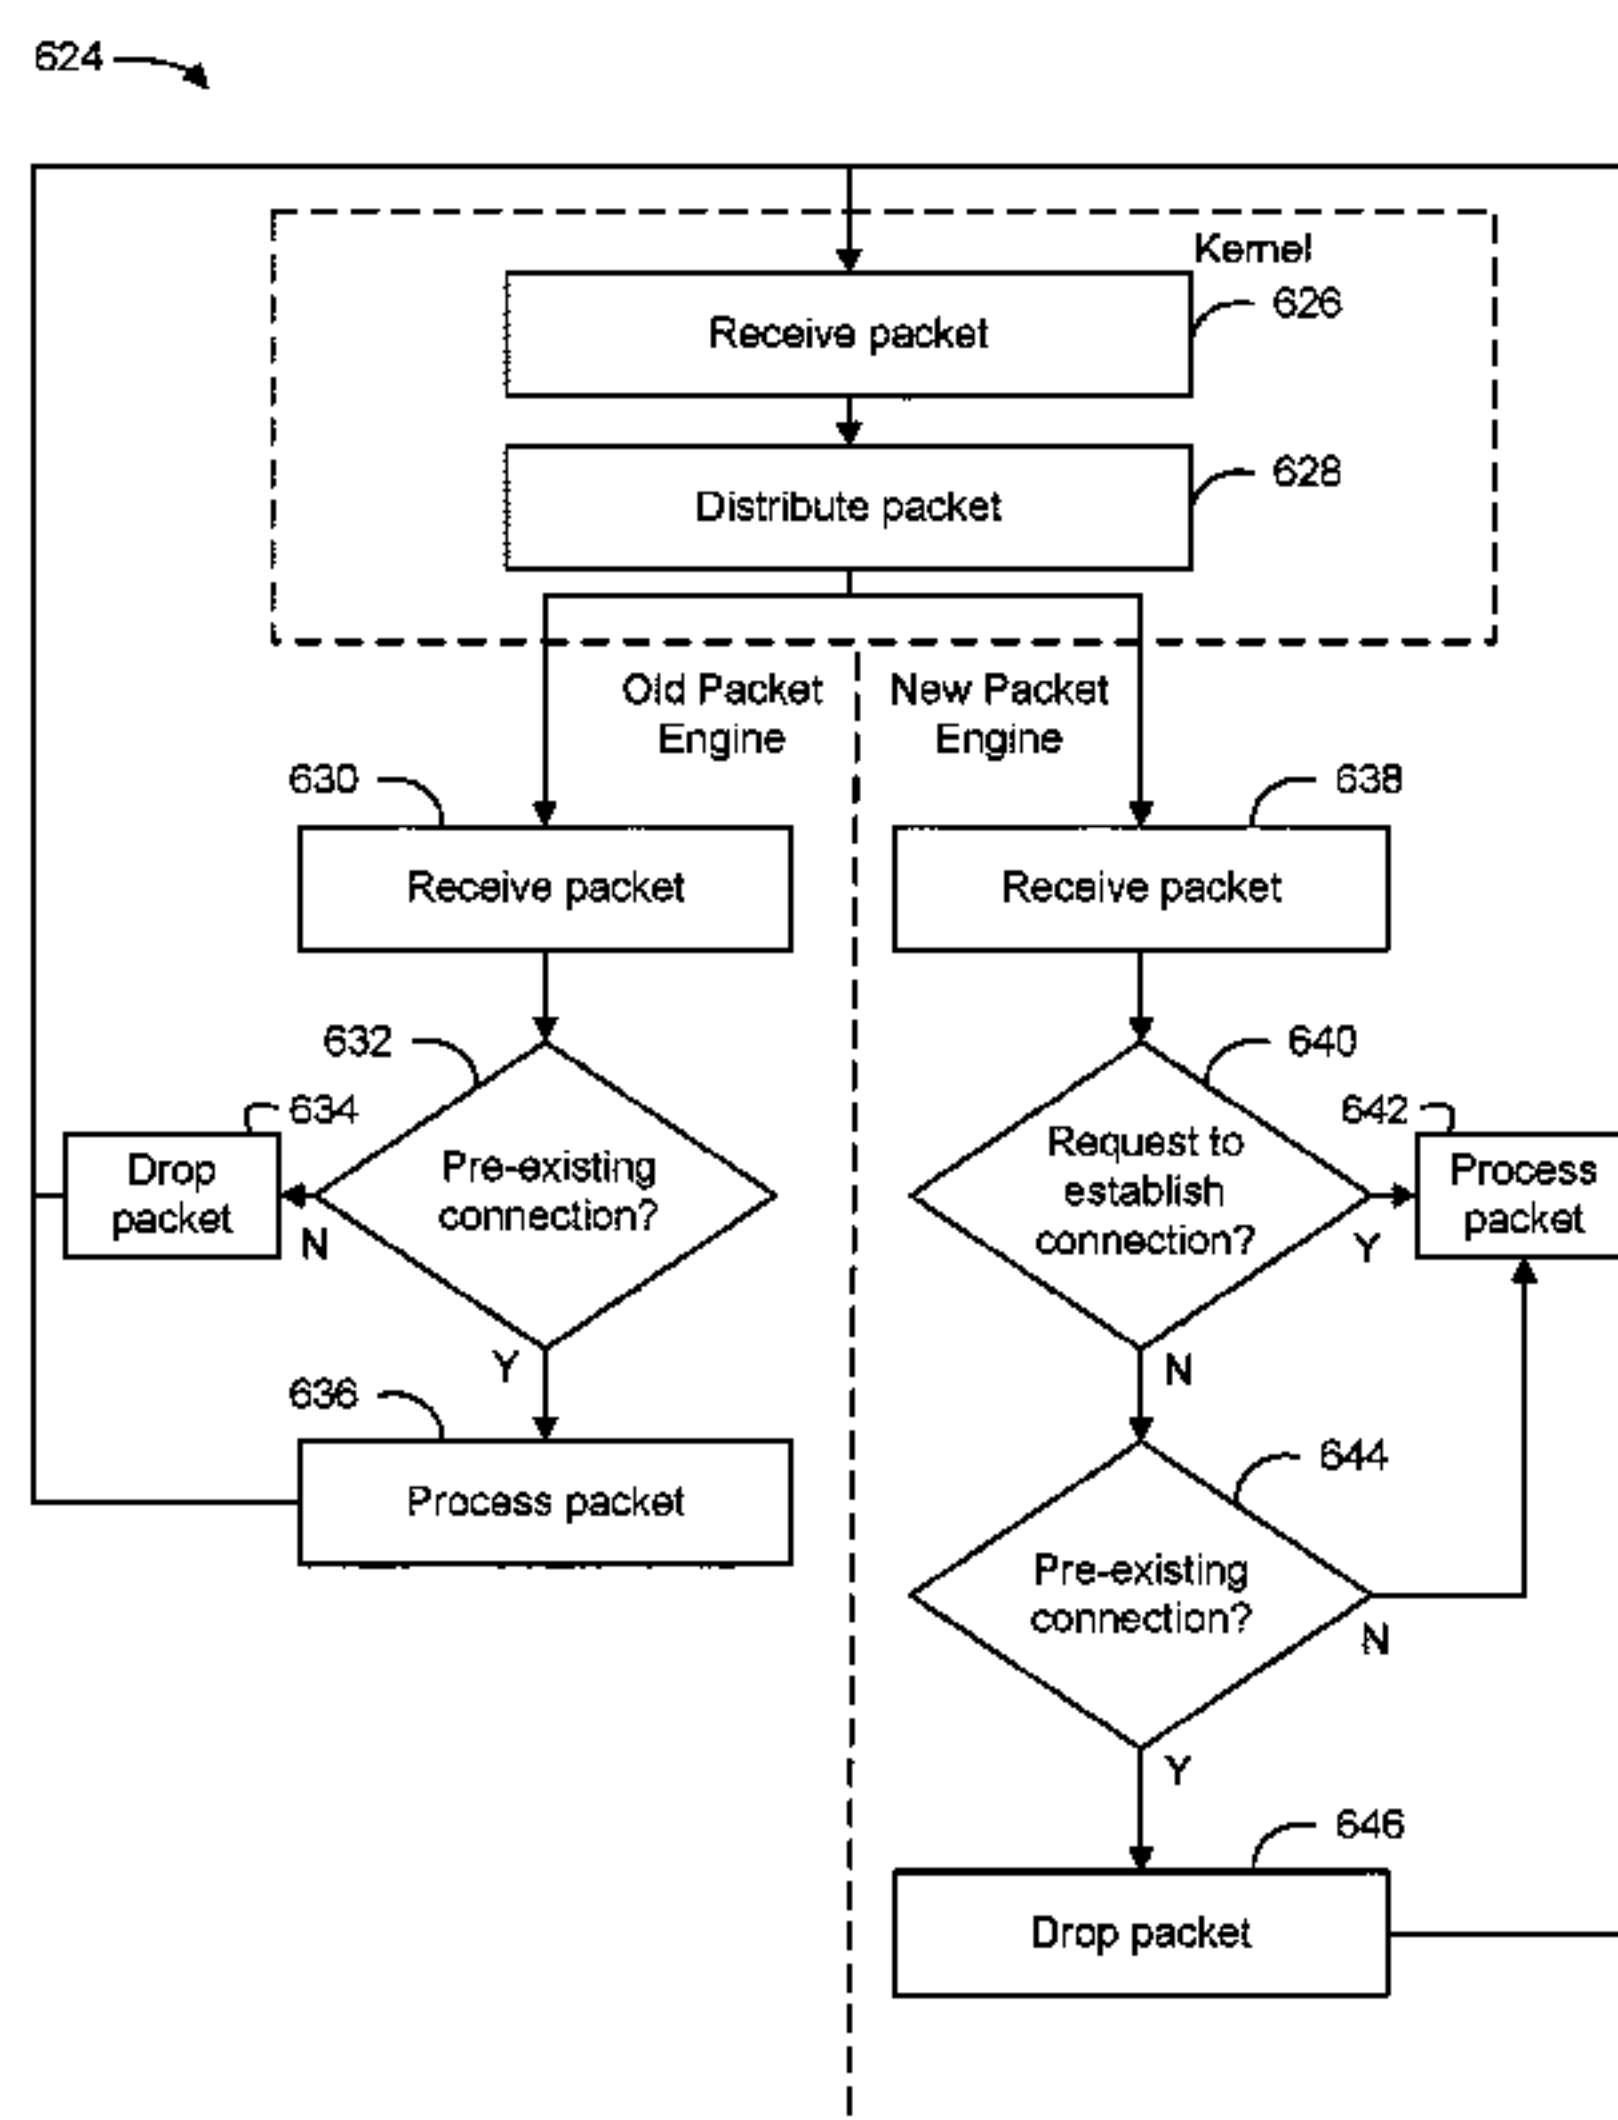 624
Kernel
626
Receive packet
628
Distribute packet
Old Packet
Engine
New Packet
Engine
630
Receive packet
638
Receive packet
632
Pre-existing
connection?
634
Drop
packet
N
Y
636
Process packet
640
Request to
establish
connection?
642
Process
packet
Y
N
644
Pre-existing
connection?
N
Y
646
Drop packet